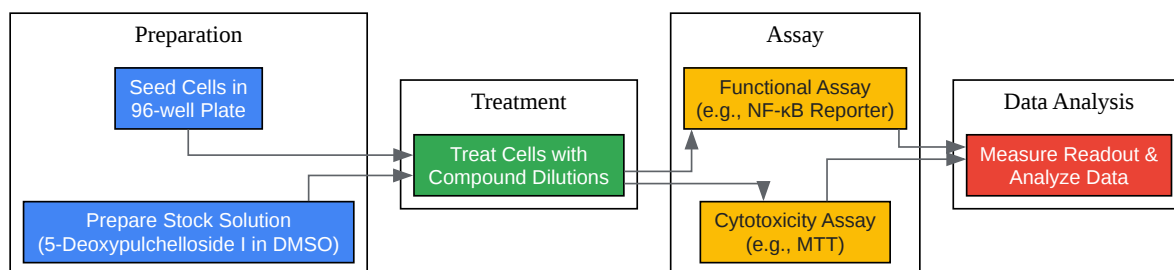 Preparation
Seed Cells in
96-well Plate
Prepare Stock Solution
(5-Deoxypulchelloside I in DMSO)
Treatment
Treat Cells with
Compound Dilutions
Assay
Functional Assay
(e.g., NF-κB Reporter)
Cytotoxicity Assay
(e.g., MTT)
Data Analysis
Measure Readout &
Analyze Data